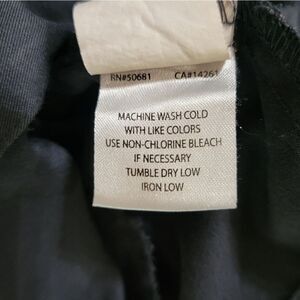 RN#50681 CA#14261
MACHINE WASH COLD
WITH LIKE COLORS
USE NON-CHLORINE BLEACH
IF NECESSARY
TUMBLE DRY LOW
IRON LOW